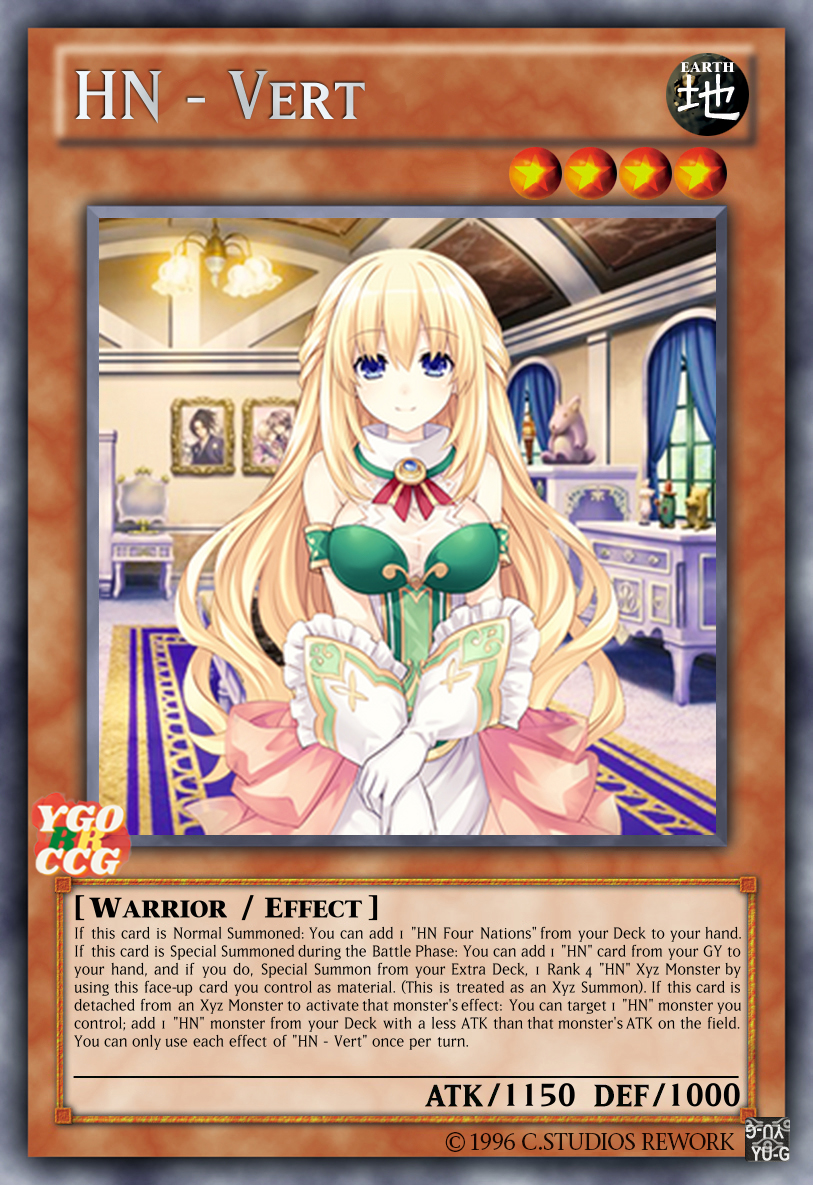 HN - Vert
EARTH
地
YGO
RR
CCG
[ Warrior / Effect ]
If this card is Normal Summoned: You can add 1 "HN Four Nations" from your Deck to your hand.
If this card is Special Summoned during the Battle Phase: You can add 1 "HN" card from your GY to
your hand, and if you do, Special Summon from your Extra Deck, 1 Rank 4 "HN" Xyz Monster by
using this face-up card you control as material. (This is treated as an Xyz Summon). If this card is
detached from an Xyz Monster to activate that monster's effect: You can target 1 "HN" monster you
control; add 1 "HN" monster from your Deck with a less ATK than that monster's ATK on the field.
You can only use each effect of "HN - Vert" once per turn.
ATK/1150 DEF/1000
© 1996 C.STUDIOS REWORK
YU-G